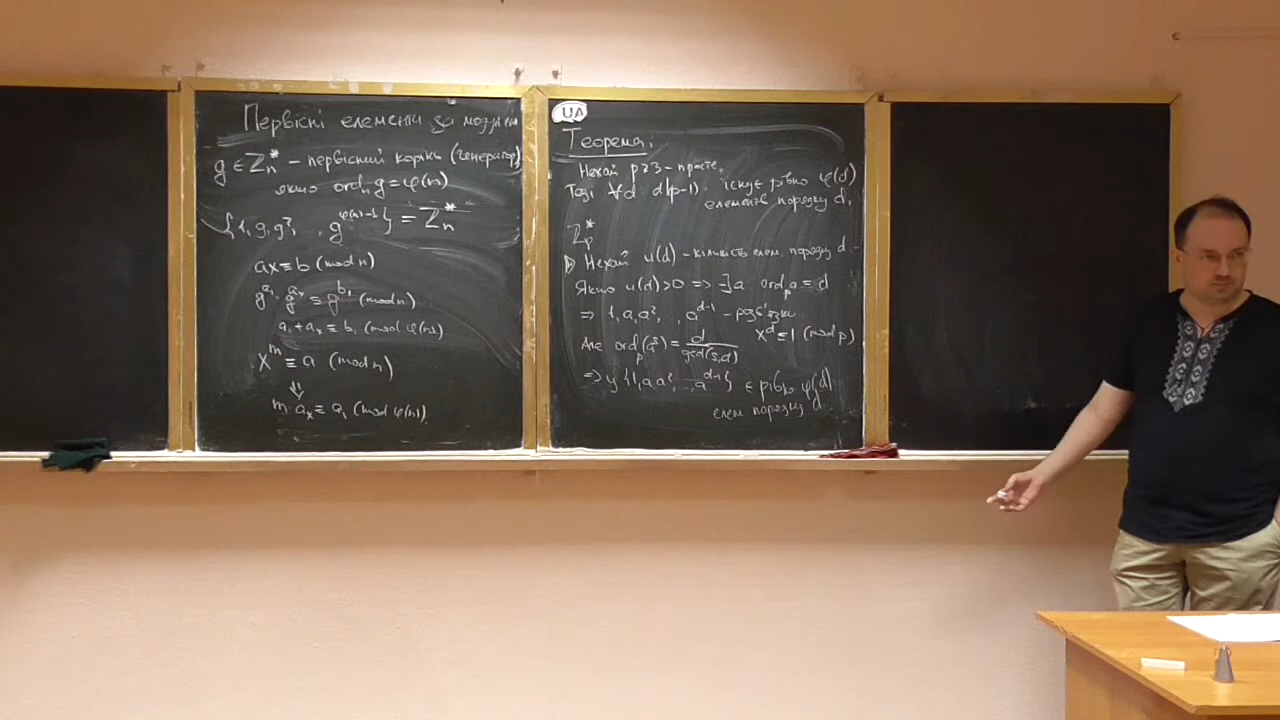 Первісні елементи за модулем
g ∈ Z*ₙ – первісний корінь (генератор),
якщо ordₙ g = φ(n)
{1, g, g², , g^{φ(n)-1}} = Z*ₙ
ax ≡ b (mod n)
g^{a₁} · g^{aₓ} ≡ g^{b₁} (mod n)
a₁ + aₓ ≡ b₁ (mod φ(n))
x^m ≡ a (mod n)
⇓
m · aₓ ≡ a₁ (mod φ(n)).
UA
Теорема:
Нехай p ≥ 3 – просте,
Тоді ∀d d|(p-1) існує рівно φ(d)
елементів порядку d.
Z*ₚ
▷ Нехай u(d) – кількість елем. порядку d.
Якщо u(d) > 0 => ∃a ordₚ a = d
=> 1, a, a², , a^{d-1} – розв'язки
x^d ≡ 1 (mod p)
Але ordₚ(a^s) = d/gcd(s,d)
=> у {1, a, a², , a^{d-1}} є рівно φ(d)
елем порядку d.